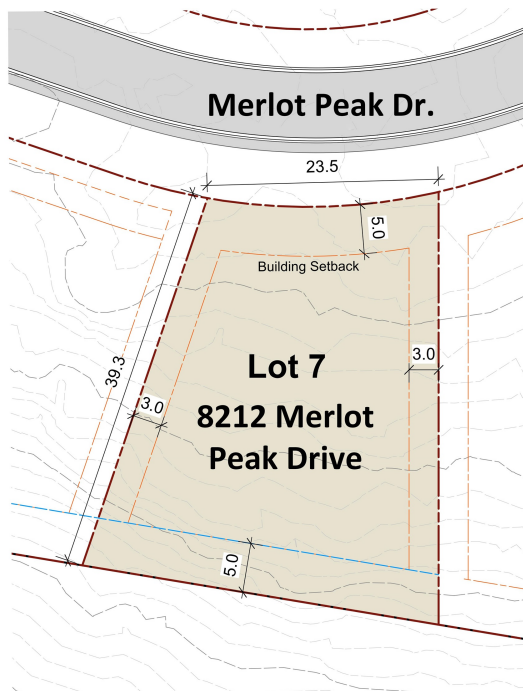 Merlot Peak Dr.
23.5
5.0
Building Setback
39.3
3.0
Lot 7
3.0
8212 Merlot
Peak Drive
5.0